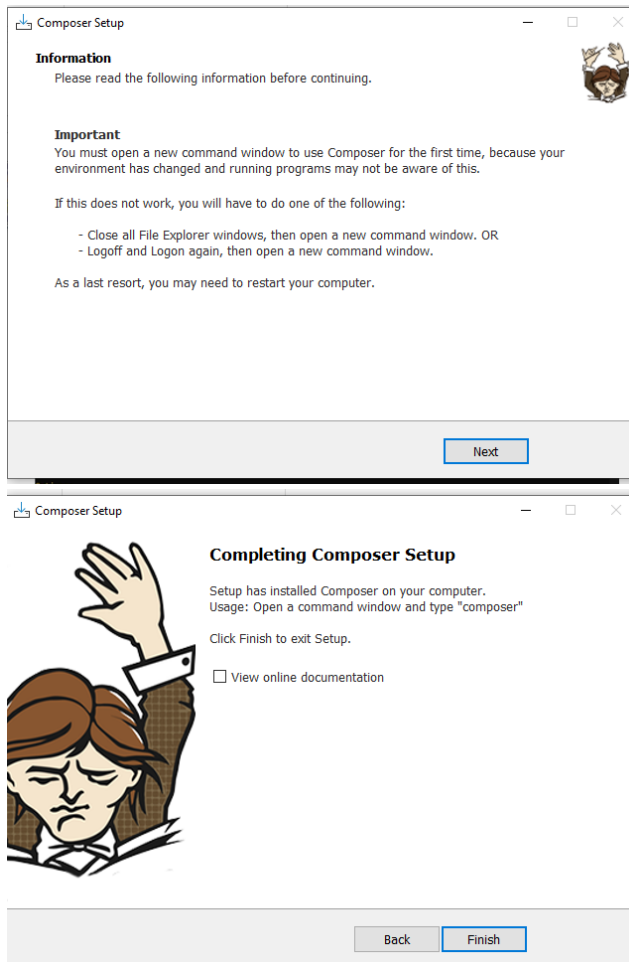 Composer Setup
Information
Please read the following information before continuing.
Important
You must open a new command window to use Composer for the first time, because your
environment has changed and running programs may not be aware of this.
If this does not work, you will have to do one of the following:
- Close all File Explorer windows, then open a new command window. OR
- Logoff and Logon again, then open a new command window.
As a last resort, you may need to restart your computer.
Next
Composer Setup
Completing Composer Setup
Setup has installed Composer on your computer.
Usage: Open a command window and type "composer"
Click Finish to exit Setup.
View online documentation
Back Finish